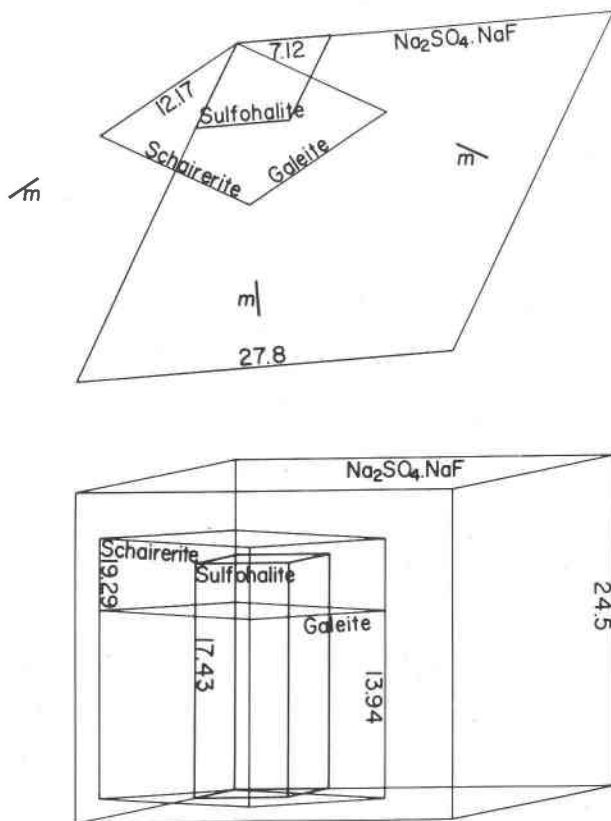 Na₂SO₄.NaF
7.12
12.17
Sulfohalite
Schairerite
Galeite
m
m
m
27.8
Na₂SO₄.NaF
Schairerite
19.29
Sulfohalite
Galeite
17.43
13.94
24.5